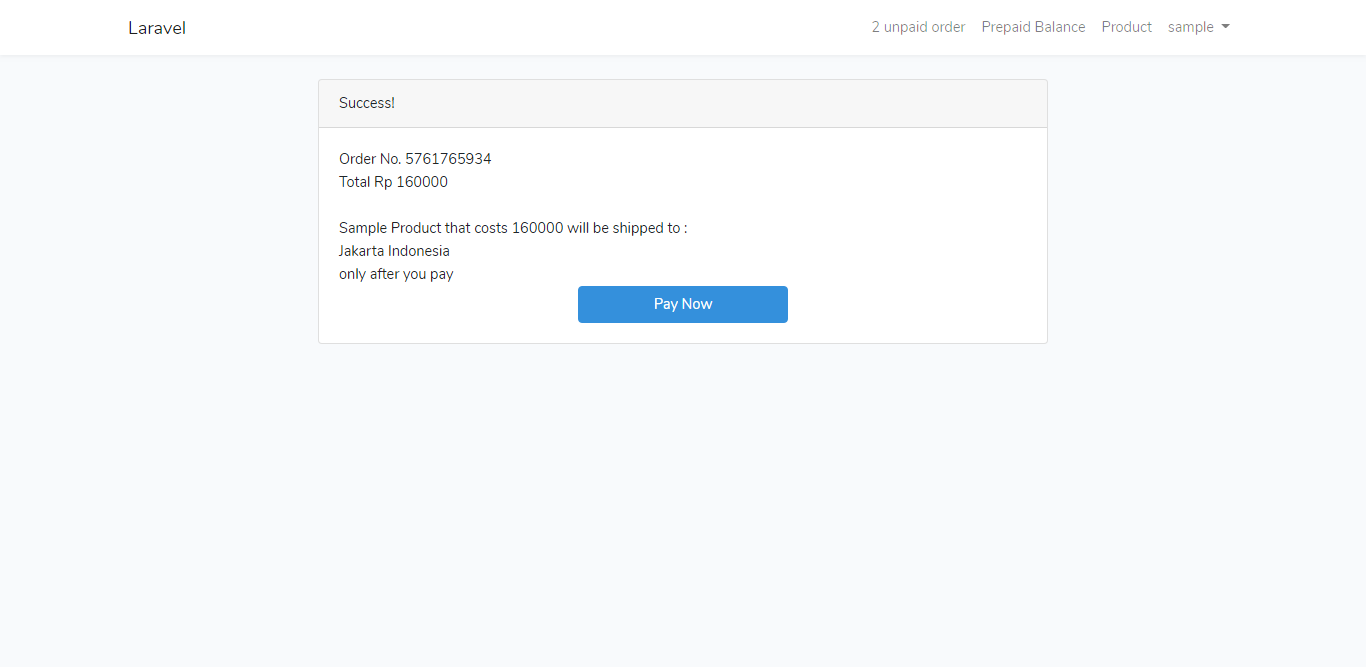 Laravel
2 unpaid order
Prepaid Balance
Product
sample
Success!
Order No. 5761765934
Total Rp 160000
Sample Product that costs 160000 will be shipped to :
Jakarta Indonesia
only after you pay
Pay Now